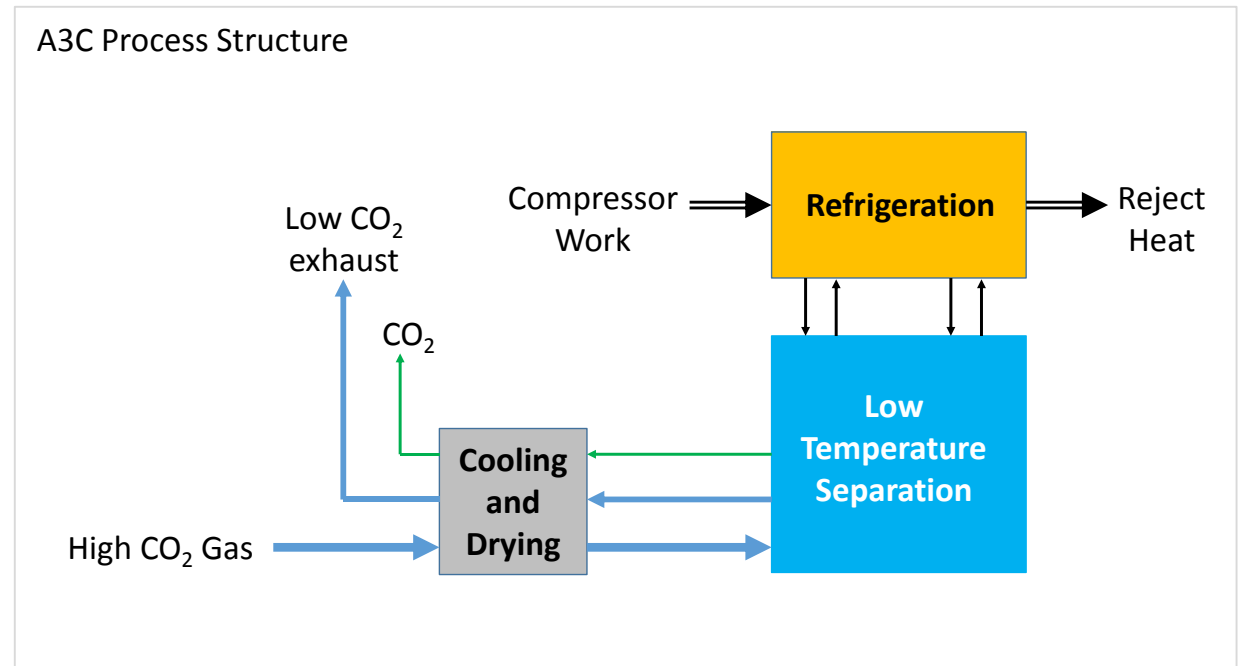 A3C Process Structure
Compressor
Work
Refrigeration
Reject
Heat
Low CO₂
exhaust
CO₂
Low
Temperature
Separation
Cooling
and
Drying
High CO₂ Gas